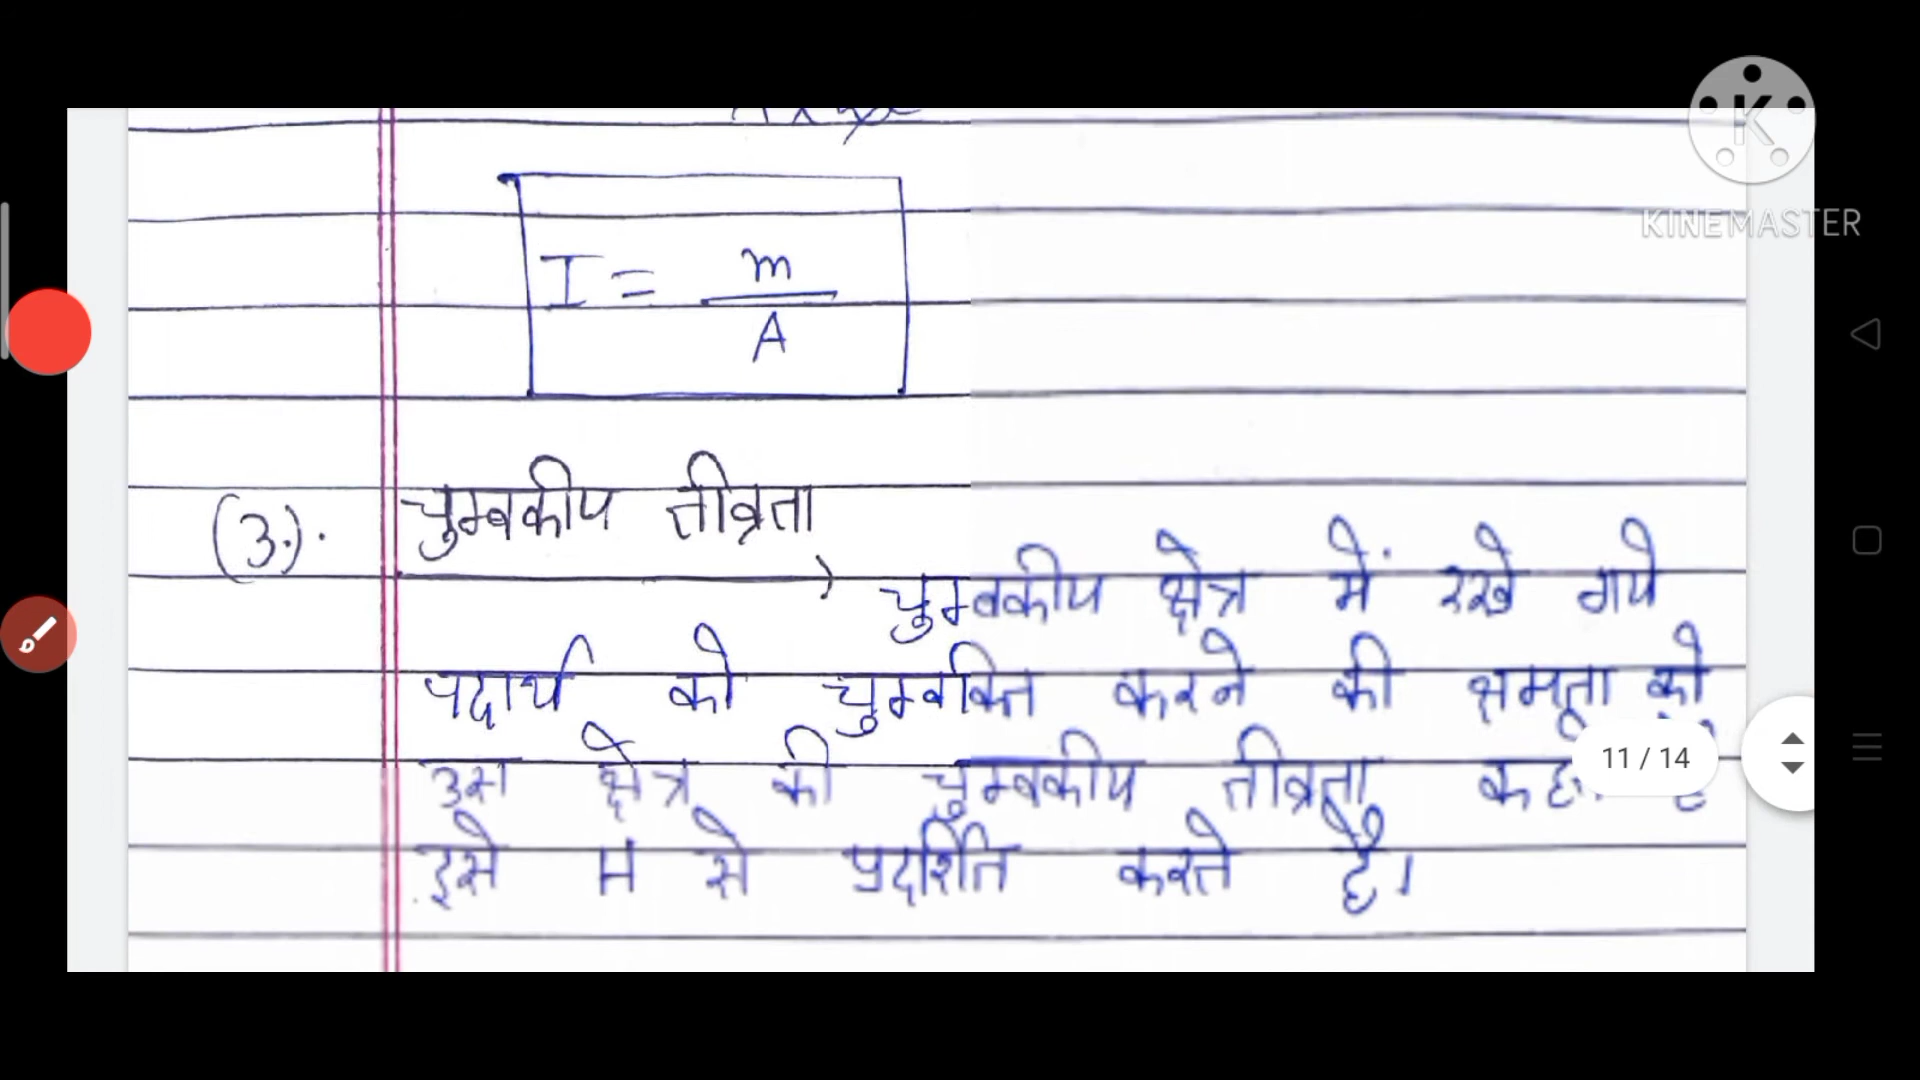 I = m
A
(3.). चुम्बकीय तीव्रता
चुम्बकीय क्षेत्र में रखे गये
पदार्थ को चुम्बकित करने की क्षमता को
उस क्षेत्र की चुम्बकीय तीव्रता
इसे H से प्रदर्शित करते है।
11 / 14
K
KINEMASTER